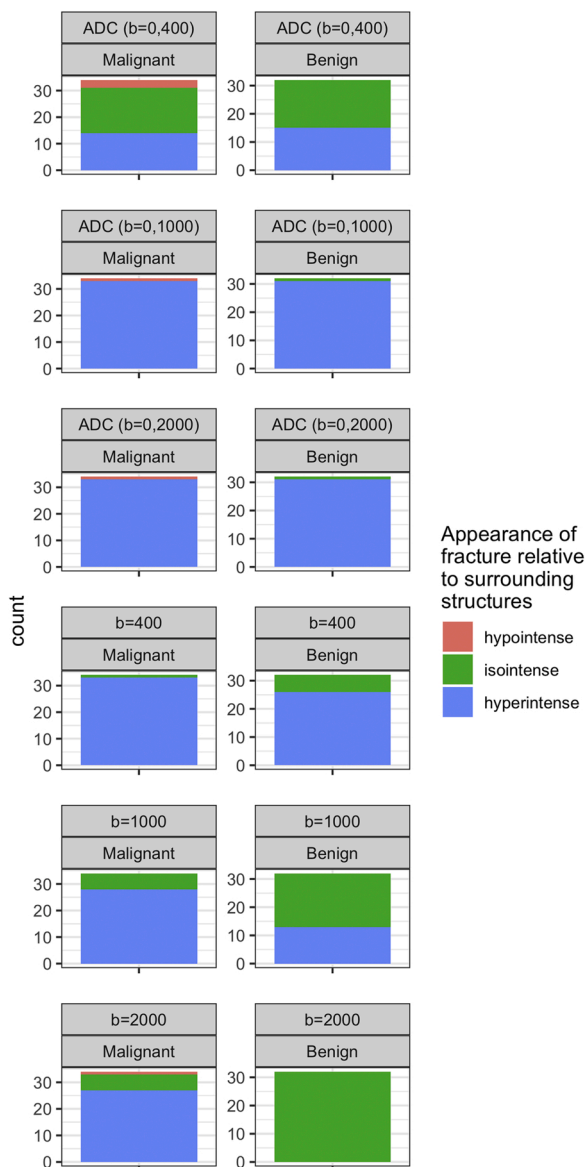 ADC (b=0,400)
ADC (b=0,400)
Malignant
Benign
30
20
10
0
30
20
10
0
ADC (b=0,1000)
ADC (b=0,1000)
Malignant
Benign
30
20
10
0
30
20
10
0
ADC (b=0,2000)
ADC (b=0,2000)
Malignant
Benign
30
20
10
0
30
20
10
0
count
b=400
b=400
Malignant
Benign
30
20
10
0
30
20
10
0
b=1000
b=1000
Malignant
Benign
30
20
10
0
30
20
10
0
b=2000
b=2000
Malignant
Benign
30
20
10
0
30
20
10
0
Appearance of
fracture relative
to surrounding
structures
hypointense
isointense
hyperintense